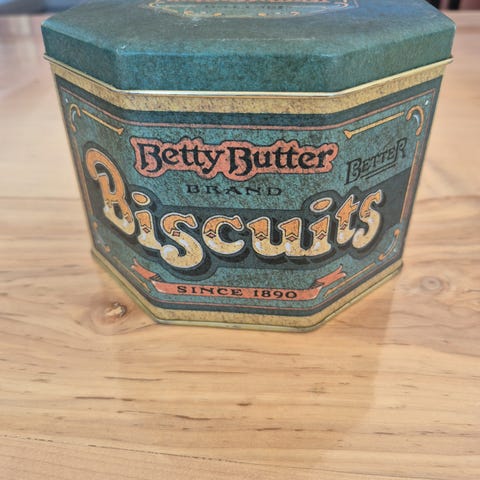 Betty Butter
BETTER
BRAND
Biscuits
SINCE 1890